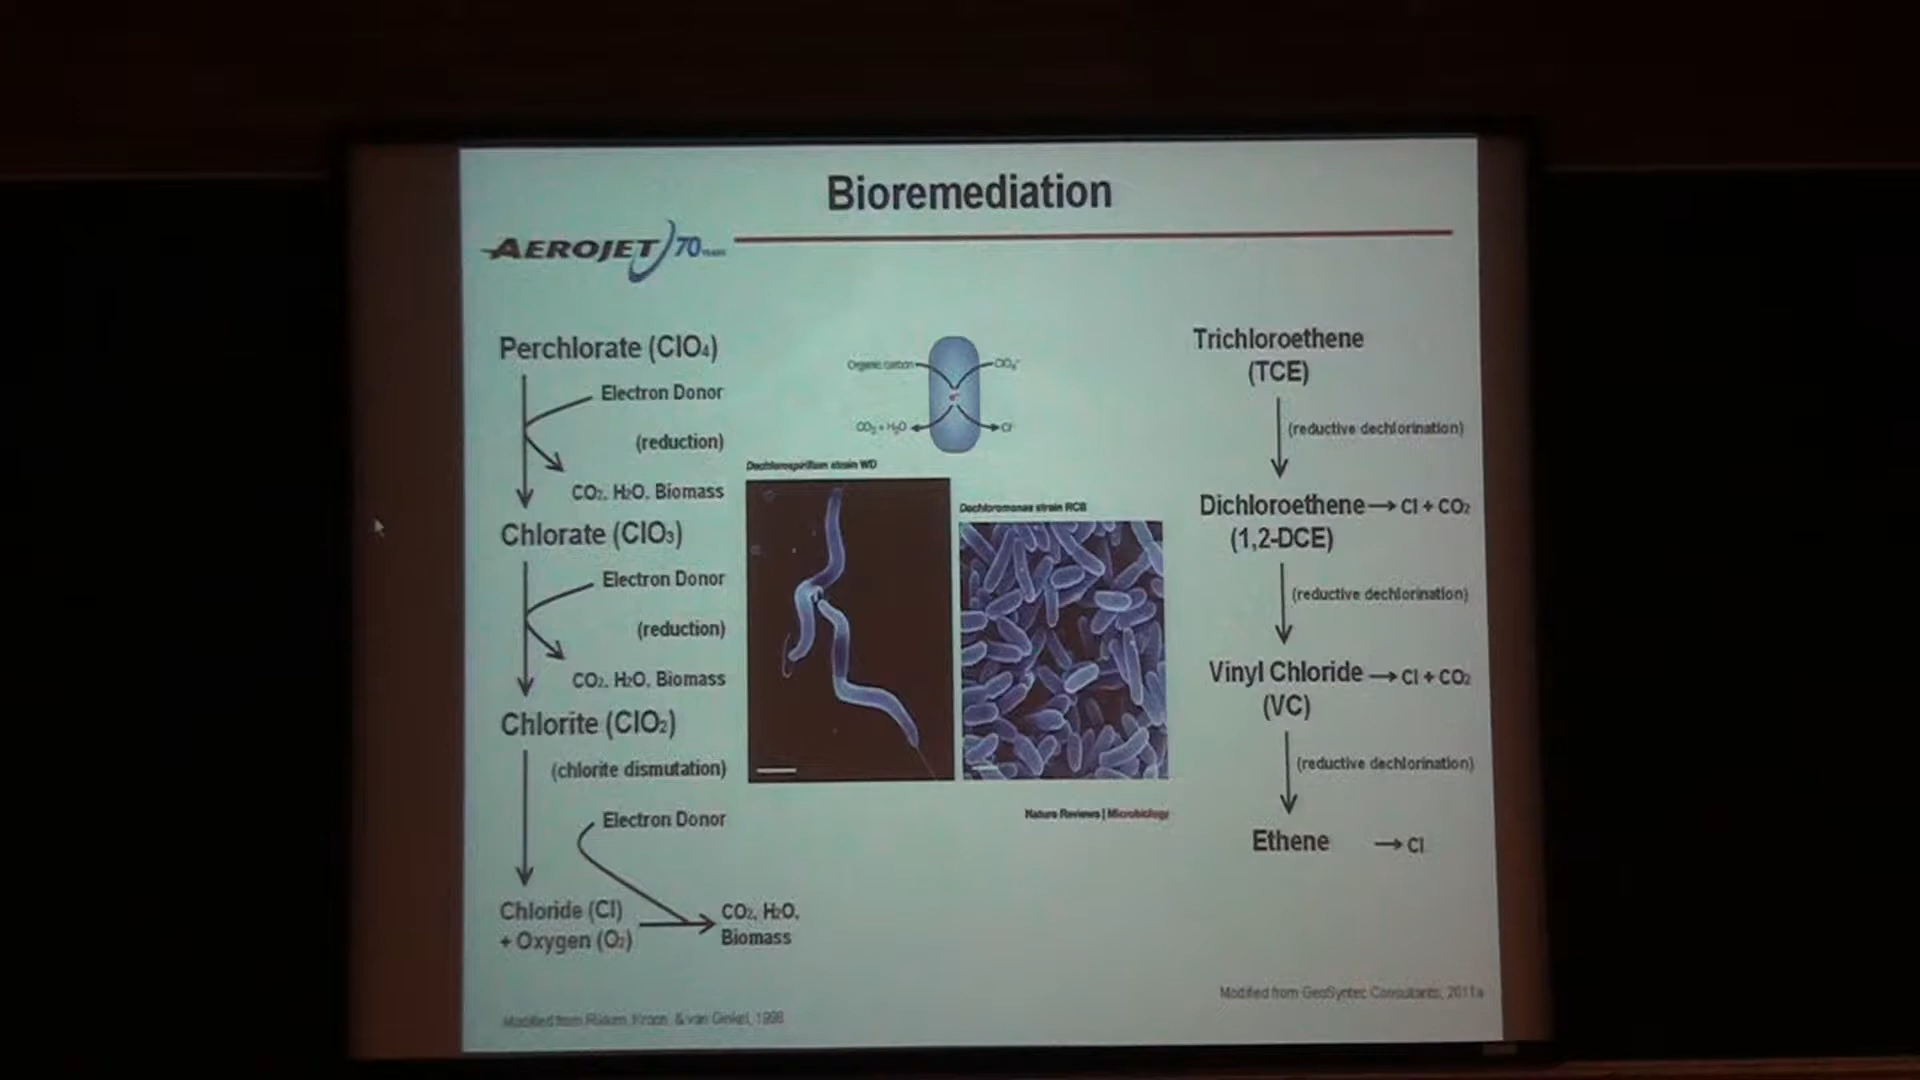 Bioremediation
AEROJET 70 YEARS
Perchlorate (ClO₄)
Electron Donor
(reduction)
CO₂, H₂O, Biomass
Chlorate (ClO₃)
Electron Donor
(reduction)
CO₂, H₂O, Biomass
Chlorite (ClO₂)
(chlorite dismutation)
Electron Donor
Chloride (Cl)
+ Oxygen (O₂)
CO₂, H₂O,
Biomass
Modified from Rikken, Kroon, & van Ginkel, 1996
Organic carbon
ClO₄⁻
e⁻
CO₂ + H₂O
Cl⁻
Dechlorospirillum strain WD
Dechloromonas strain RCB
Nature Reviews | Microbiology
Trichloroethene
(TCE)
(reductive dechlorination)
Dichloroethene → Cl + CO₂
(1,2-DCE)
(reductive dechlorination)
Vinyl Chloride → Cl + CO₂
(VC)
(reductive dechlorination)
Ethene → Cl
Modified from GeoSyntec Consultants, 2011a